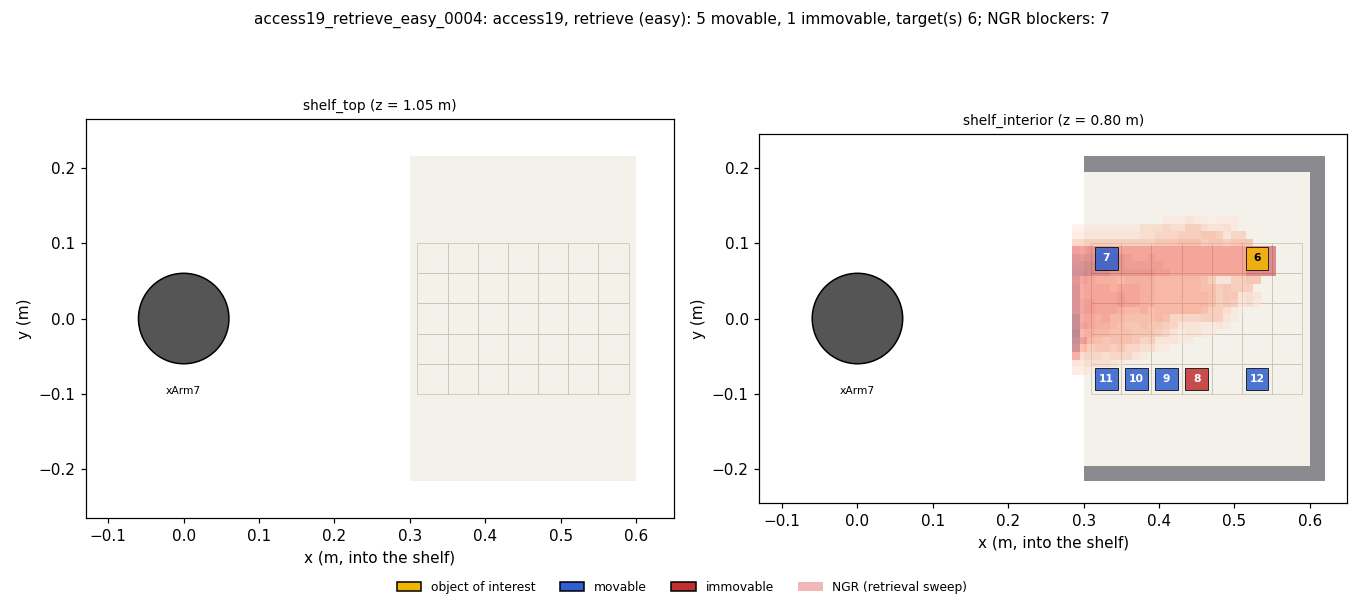 access19_retrieve_easy_0004: access19, retrieve (easy): 5 movable, 1 immovable, target(s) 6; NGR blockers: 7
shelf_top (z = 1.05 m)
0.2
0.1
0.0
−0.1
−0.2
y (m)
xArm7
−0.1 0.0 0.1 0.2 0.3 0.4 0.5 0.6
x (m, into the shelf)
shelf_interior (z = 0.80 m)
0.2
0.1
0.0
−0.1
−0.2
y (m)
xArm7
7 6
11 10 9 8 12
−0.1 0.0 0.1 0.2 0.3 0.4 0.5 0.6
x (m, into the shelf)
object of interest movable immovable NGR (retrieval sweep)